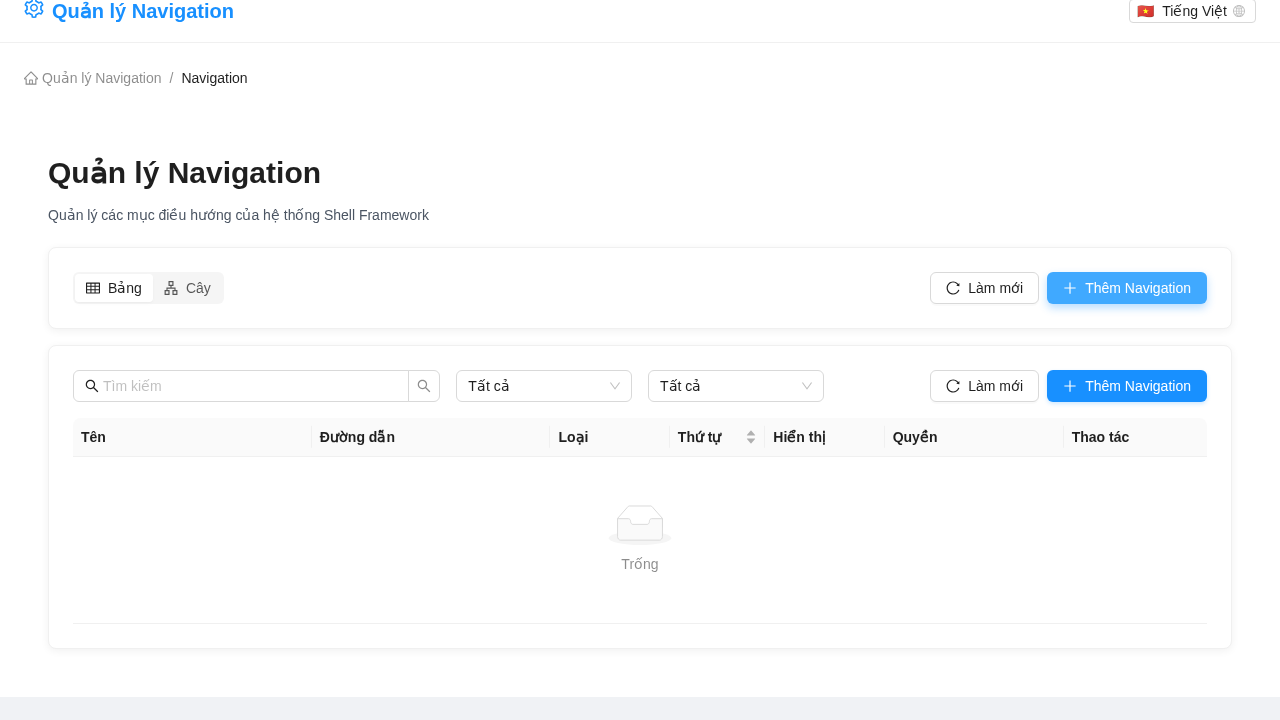 Quản lý Navigation
Tiếng Việt
Quản lý Navigation / Navigation
Quản lý Navigation
Quản lý các mục điều hướng của hệ thống Shell Framework
Bảng Cây Làm mới Thêm Navigation
Tìm kiếm Tất cả Tất cả Làm mới Thêm Navigation
Tên Đường dẫn Loại Thứ tự Hiển thị Quyền Thao tác
Trống